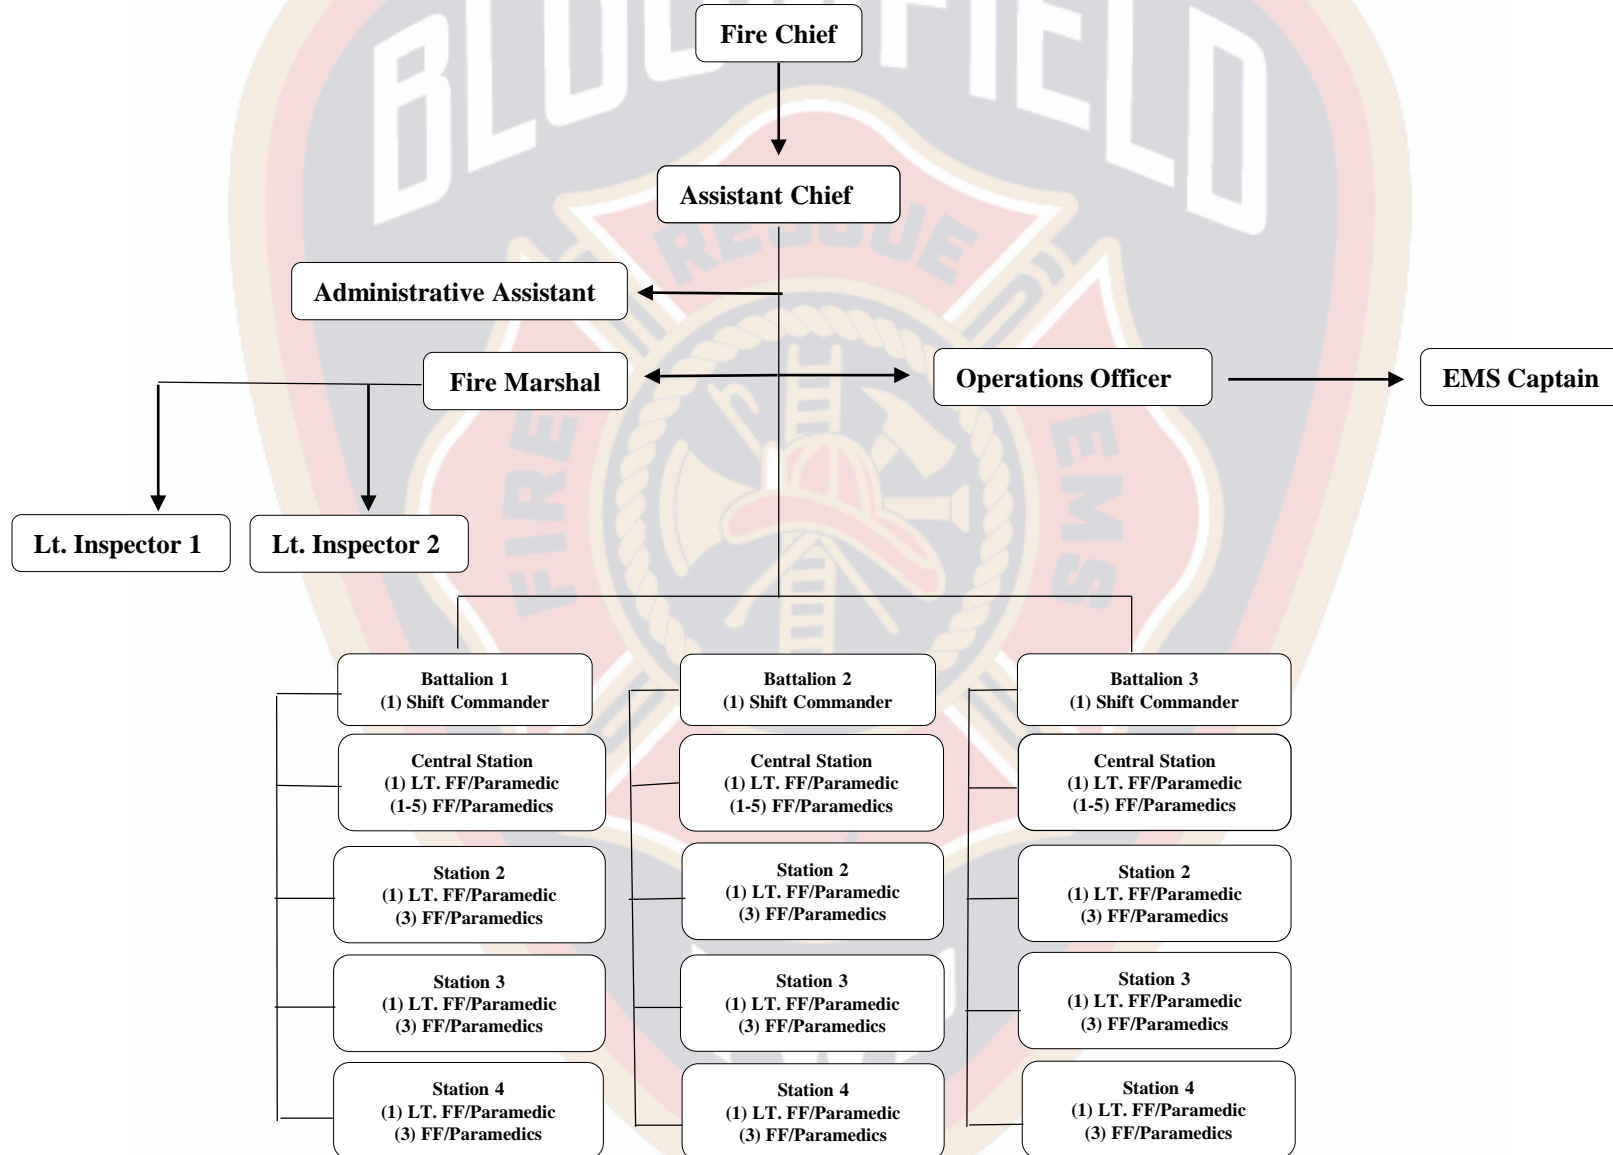 BLOOMFIELD
Fire Chief
Assistant Chief
RESCUE
Administrative Assistant
Fire Marshal
Operations Officer
EMS Captain
FIRE
EMS
Lt. Inspector 1
Lt. Inspector 2
Battalion 1
(1) Shift Commander
Battalion 2
(1) Shift Commander
Battalion 3
(1) Shift Commander
Central Station
(1) LT. FF/Paramedic
(1-5) FF/Paramedics
Central Station
(1) LT. FF/Paramedic
(1-5) FF/Paramedics
Central Station
(1) LT. FF/Paramedic
(1-5) FF/Paramedics
Station 2
(1) LT. FF/Paramedic
(3) FF/Paramedics
Station 2
(1) LT. FF/Paramedic
(3) FF/Paramedics
Station 2
(1) LT. FF/Paramedic
(3) FF/Paramedics
Station 3
(1) LT. FF/Paramedic
(3) FF/Paramedics
Station 3
(1) LT. FF/Paramedic
(3) FF/Paramedics
Station 3
(1) LT. FF/Paramedic
(3) FF/Paramedics
Station 4
(1) LT. FF/Paramedic
(3) FF/Paramedics
Station 4
(1) LT. FF/Paramedic
(3) FF/Paramedics
Station 4
(1) LT. FF/Paramedic
(3) FF/Paramedics